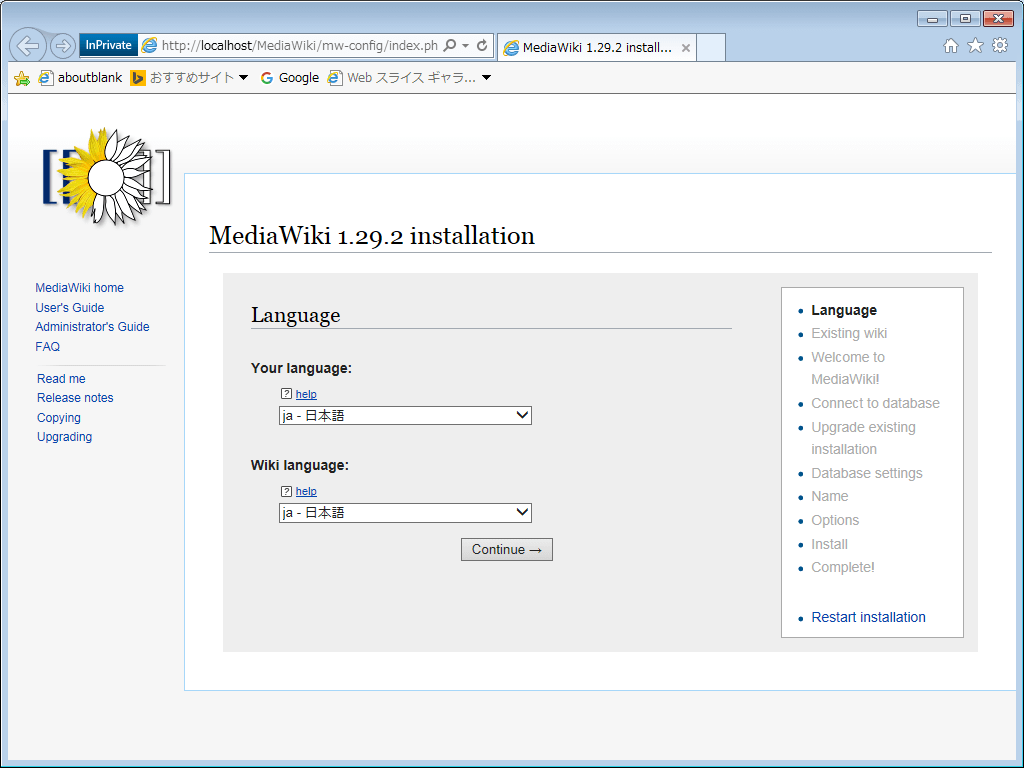 InPrivate
http://localhost/MediaWiki/mw-config/index.ph
MediaWiki 1.29.2 install...
aboutblank
おすすめサイト
Google
Web スライス ギャラ...
MediaWiki 1.29.2 installation
MediaWiki home
User's Guide
Administrator's Guide
FAQ
Read me
Release notes
Copying
Upgrading
Language
Your language:
? help
ja - 日本語
Wiki language:
? help
ja - 日本語
Continue →
Language
Existing wiki
Welcome to
MediaWiki!
Connect to database
Upgrade existing
installation
Database settings
Name
Options
Install
Complete!
Restart installation